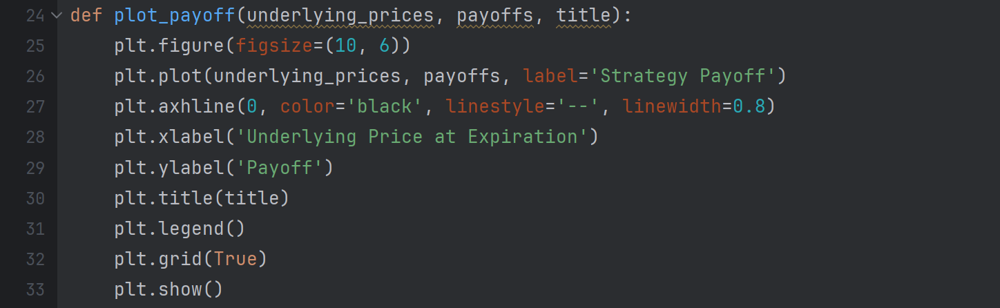 24 def plot_payoff(underlying_prices, payoffs, title):
25     plt.figure(figsize=(10, 6))
26     plt.plot(underlying_prices, payoffs, label='Strategy Payoff')
27     plt.axhline(0, color='black', linestyle='--', linewidth=0.8)
28     plt.xlabel('Underlying Price at Expiration')
29     plt.ylabel('Payoff')
30     plt.title(title)
31     plt.legend()
32     plt.grid(True)
33     plt.show()